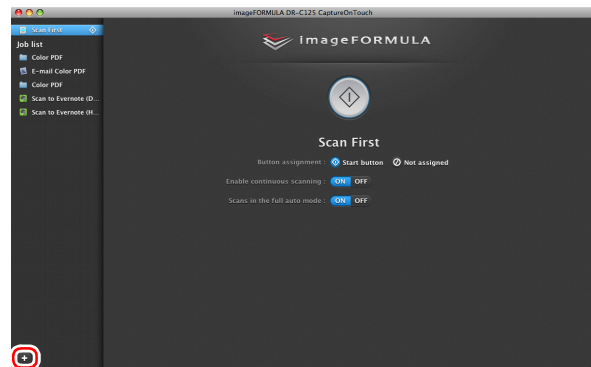 imageFORMULA DR-C125 CaptureOnTouch
Scan First
Job list
Color PDF
E-mail Color PDF
Color PDF
Scan to Evernote (D...
Scan to Evernote (H...
imageFORMULA
Scan First
Button assignment : Start button Not assigned
Enable continuous scanning : ON OFF
Scans in the full auto mode : ON OFF